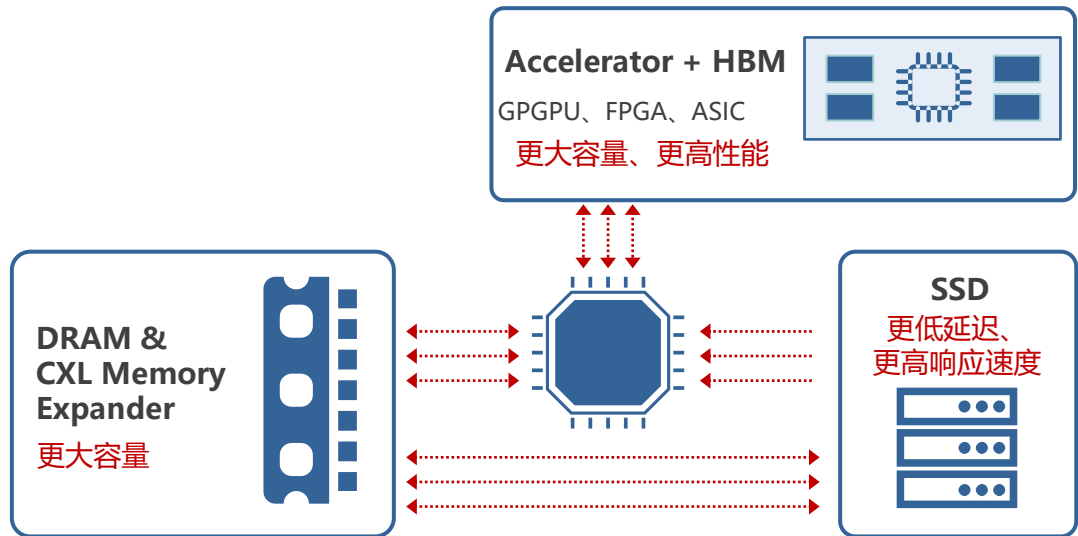 Accelerator + HBM
GPGPU、FPGA、ASIC
更大容量、更高性能
DRAM &
CXL Memory
Expander
更大容量
SSD
更低延迟、
更高响应速度